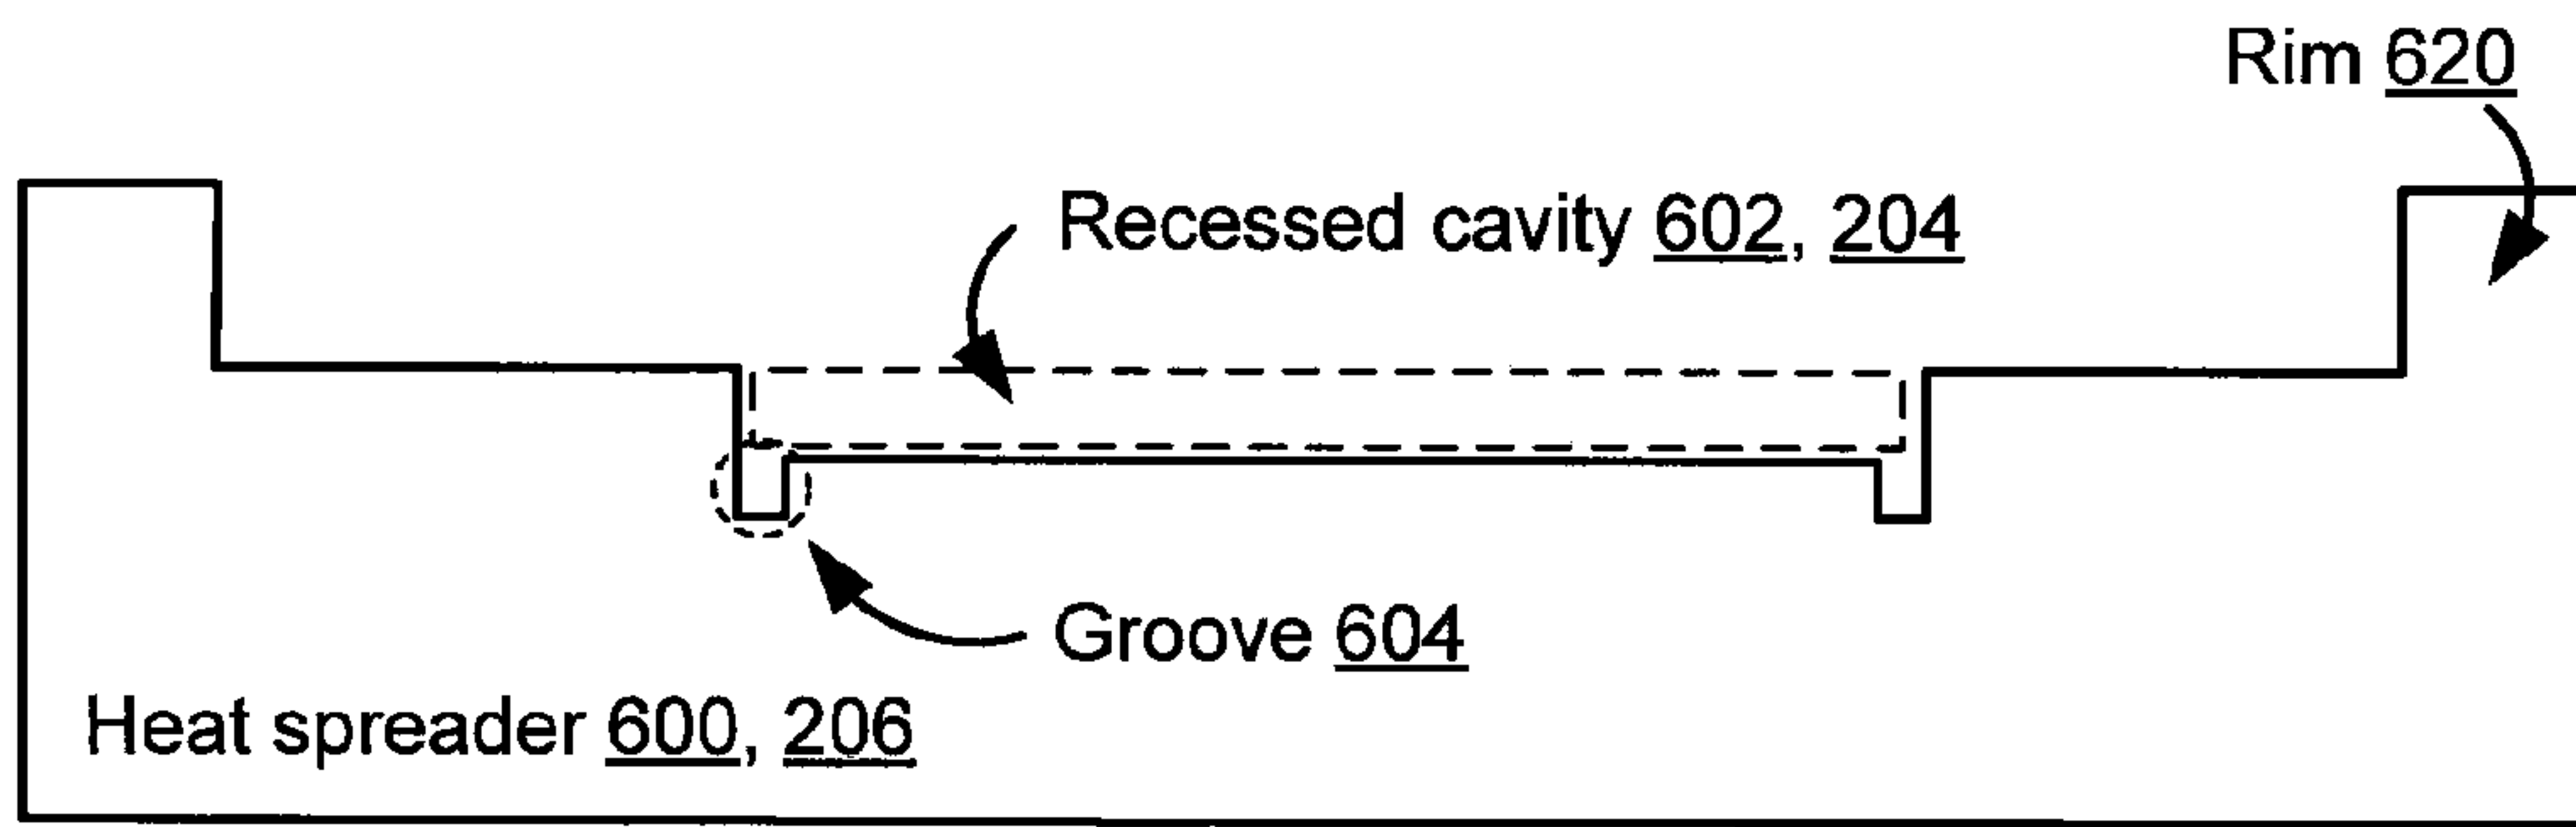 Rim 620
Recessed cavity 602, 204
Groove 604
Heat spreader 600, 206